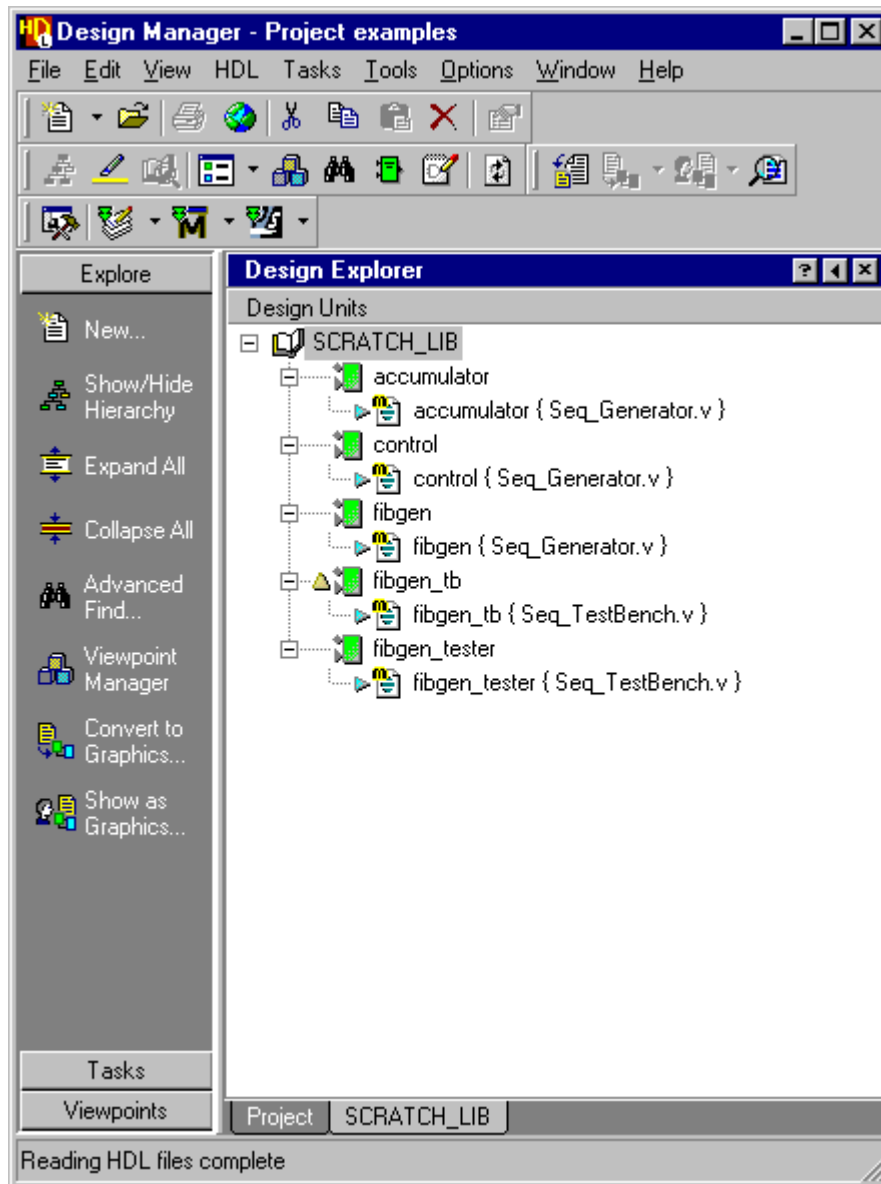 Design Manager - Project examples
File Edit View HDL Tasks Tools Options Window Help
Explore
New...
Show/Hide
Hierarchy
Expand All
Collapse All
Advanced
Find...
Viewpoint
Manager
Convert to
Graphics...
Show as
Graphics...
Tasks
Viewpoints
Design Explorer
Design Units
SCRATCH_LIB
accumulator
accumulator { Seq_Generator.v }
control
control { Seq_Generator.v }
fibgen
fibgen { Seq_Generator.v }
fibgen_tb
fibgen_tb { Seq_TestBench.v }
fibgen_tester
fibgen_tester { Seq_TestBench.v }
Project SCRATCH_LIB
Reading HDL files complete